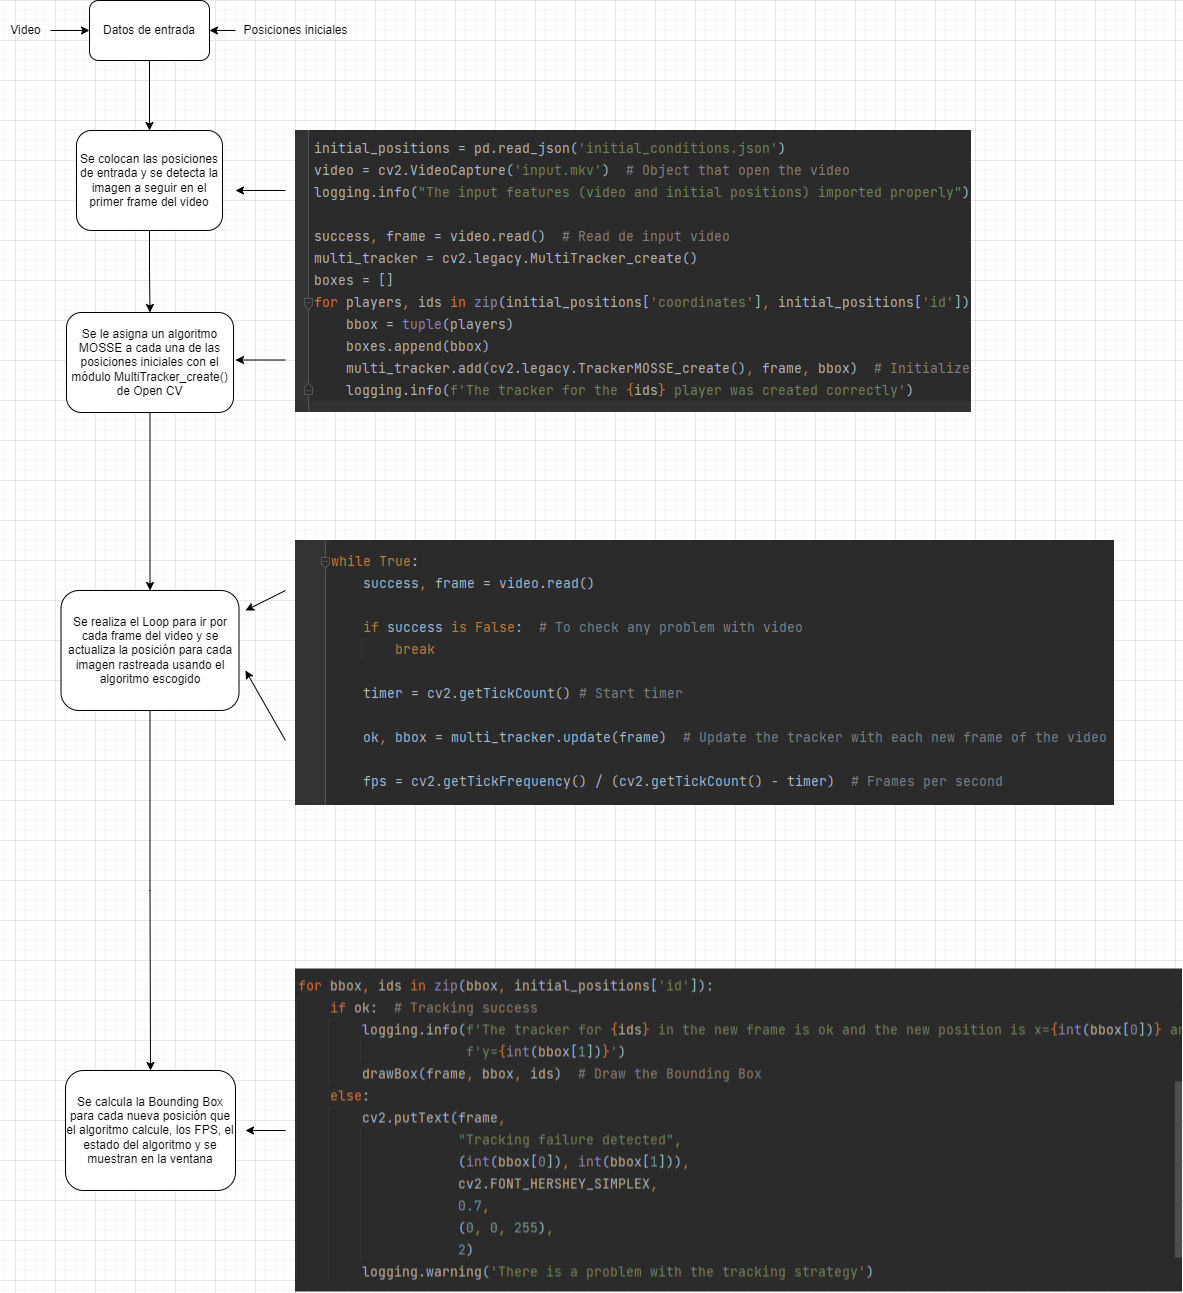 Video
Datos de entrada
Posiciones iniciales
Se colocan las posiciones
de entrada y se detecta la
imagen a seguir en el
primer frame del video
initial_positions = pd.read_json('initial_conditions.json')
video = cv2.VideoCapture('input.mkv')  # Object that open the video
logging.info("The input features (video and initial positions) imported properly")
success, frame = video.read()  # Read de input video
multi_tracker = cv2.legacy.MultiTracker_create()
boxes = []
for players, ids in zip(initial_positions['coordinates'], initial_positions['id'])
bbox = tuple(players)
boxes.append(bbox)
multi_tracker.add(cv2.legacy.TrackerMOSSE_create(), frame, bbox)  # Initialize
logging.info(f'The tracker for the {ids} player was created correctly')
Se le asigna un algoritmo
MOSSE a cada una de las
posiciones iniciales con el
módulo MultiTracker_create()
de Open CV
while True:
success, frame = video.read()
if success is False:  # To check any problem with video
break
timer = cv2.getTickCount() # Start timer
ok, bbox = multi_tracker.update(frame)  # Update the tracker with each new frame of the video
fps = cv2.getTickFrequency() / (cv2.getTickCount() - timer)  # Frames per second
Se realiza el Loop para ir por
cada frame del video y se
actualiza la posición para cada
imagen rastreada usando el
algoritmo escogido
for bbox, ids in zip(bbox, initial_positions['id']):
if ok:  # Tracking success
logging.info(f'The tracker for {ids} in the new frame is ok and the new position is x={int(bbox[0])} an
f'y={int(bbox[1])}')
drawBox(frame, bbox, ids)  # Draw the Bounding Box
else:
cv2.putText(frame,
"Tracking failure detected",
(int(bbox[0]), int(bbox[1])),
cv2.FONT_HERSHEY_SIMPLEX,
0.7,
(0, 0, 255),
2)
logging.warning('There is a problem with the tracking strategy')
Se calcula la Bounding Box
para cada nueva posición que
el algoritmo calcule, los FPS, el
estado del algoritmo y se
muestran en la ventana